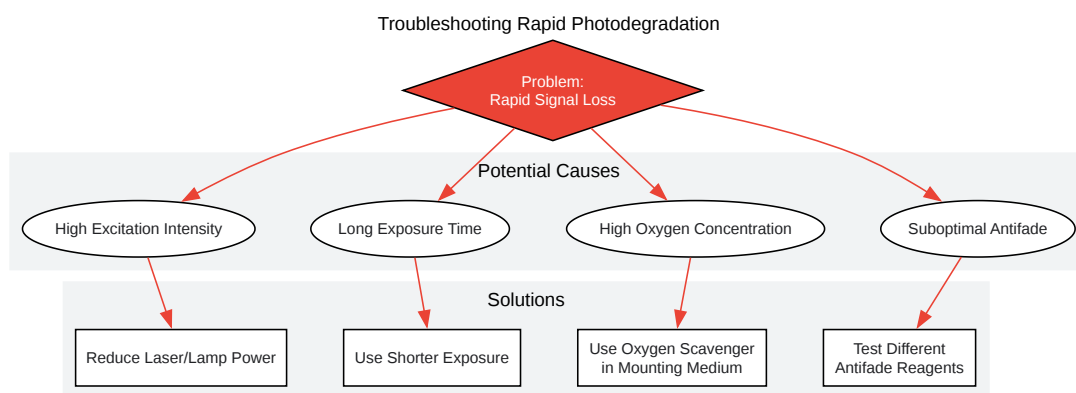 Troubleshooting Rapid Photodegradation
Problem:
Rapid Signal Loss
Potential Causes
High Excitation Intensity
Long Exposure Time
High Oxygen Concentration
Suboptimal Antifade
Solutions
Reduce Laser/Lamp Power
Use Shorter Exposure
Use Oxygen Scavenger
in Mounting Medium
Test Different
Antifade Reagents